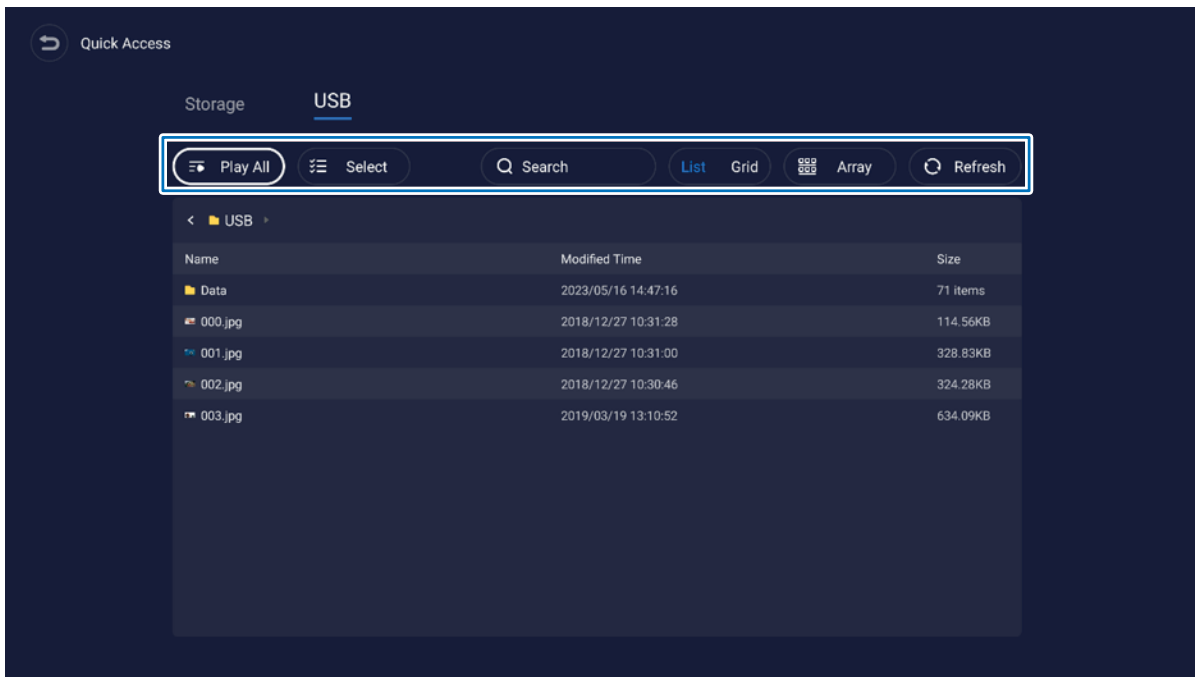 Quick Access
Storage USB
Play All Select Search List Grid Array Refresh
USB
Name Modified Time Size
Data 2023/05/16 14:47:16 71 items
000.jpg 2018/12/27 10:31:28 114.56KB
001.jpg 2018/12/27 10:31:00 328.83KB
002.jpg 2018/12/27 10:30:46 324.28KB
003.jpg 2019/03/19 13:10:52 634.09KB